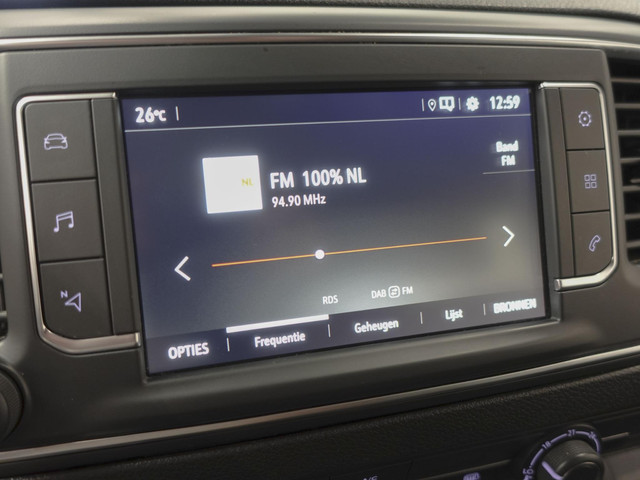 26°C
12:59
Band
FM
NL
FM 100% NL
94.90 MHz
N
RDS
DAB FM
OPTIES
Frequentie
Geheugen
Lijst
BRONNEN